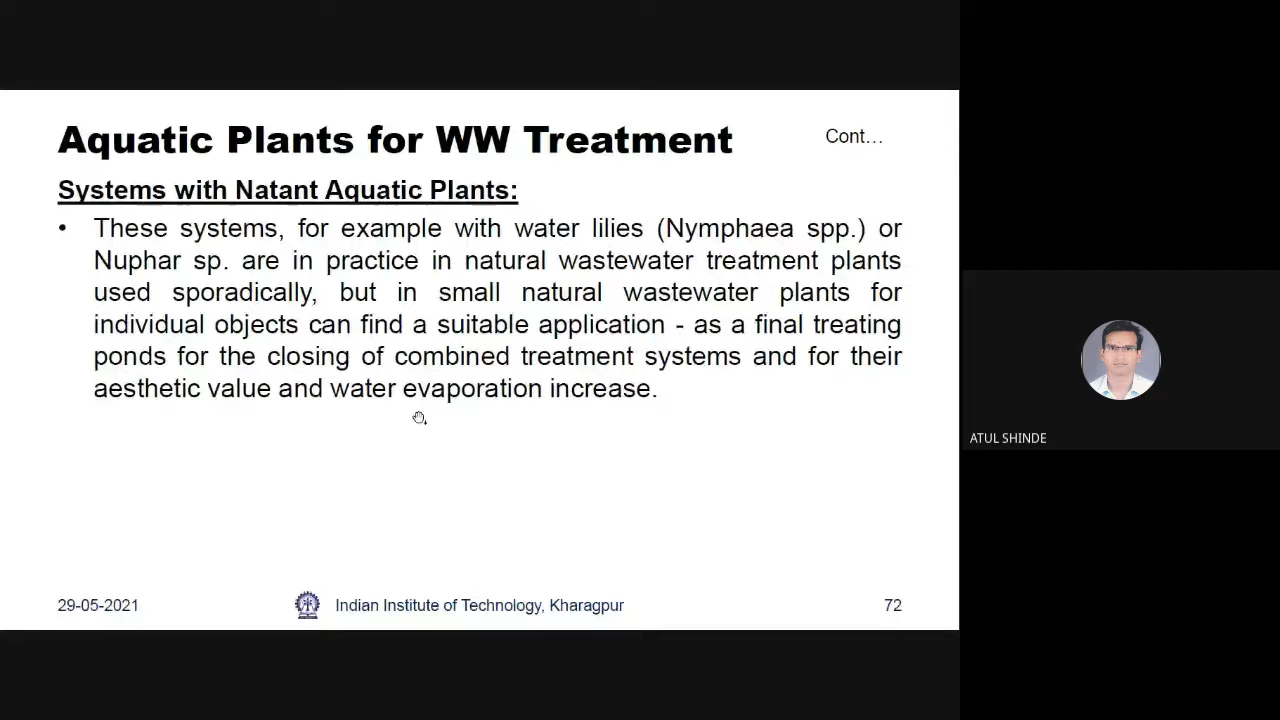 Aquatic Plants for WW Treatment
Cont...
Systems with Natant Aquatic Plants:
• These systems, for example with water lilies (Nymphaea spp.) or
Nuphar sp. are in practice in natural wastewater treatment plants
used sporadically, but in small natural wastewater plants for
individual objects can find a suitable application - as a final treating
ponds for the closing of combined treatment systems and for their
aesthetic value and water evaporation increase.
ATUL SHINDE
29-05-2021
Indian Institute of Technology, Kharagpur
72